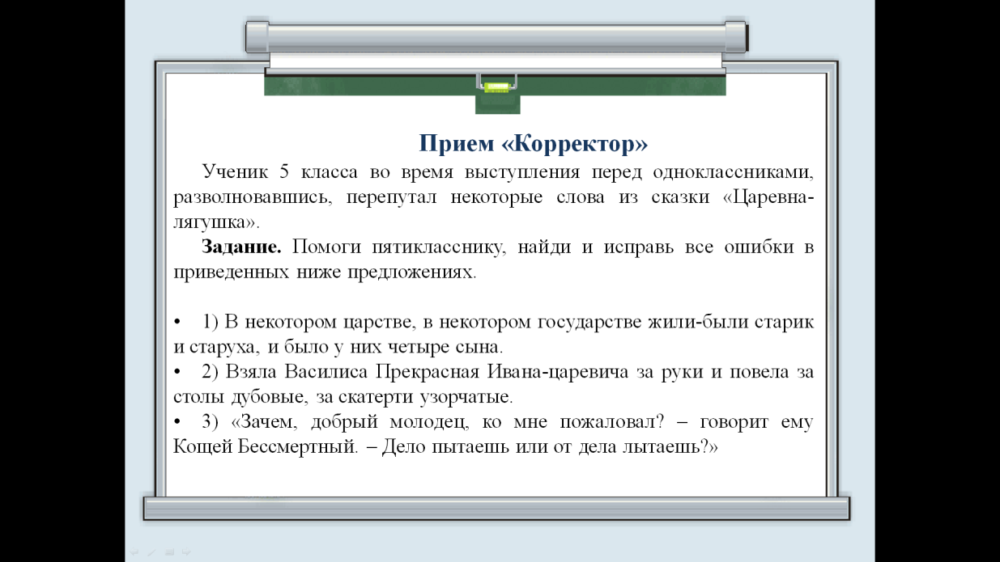 Прием «Корректор»
Ученик 5 класса во время выступления перед одноклассниками,
разволновавшись, перепутал некоторые слова из сказки «Царевна-
лягушка».
Задание. Помоги пятикласснику, найди и исправь все ошибки в
приведенных ниже предложениях.
• 1) В некотором царстве, в некотором государстве жили-были старик
и старуха, и было у них четыре сына.
• 2) Взяла Василиса Прекрасная Ивана-царевича за руки и повела за
столы дубовые, за скатерти узорчатые.
• 3) «Зачем, добрый молодец, ко мне пожаловал? – говорит ему
Кощей Бессмертный. – Дело пытаешь или от дела лытаешь?»